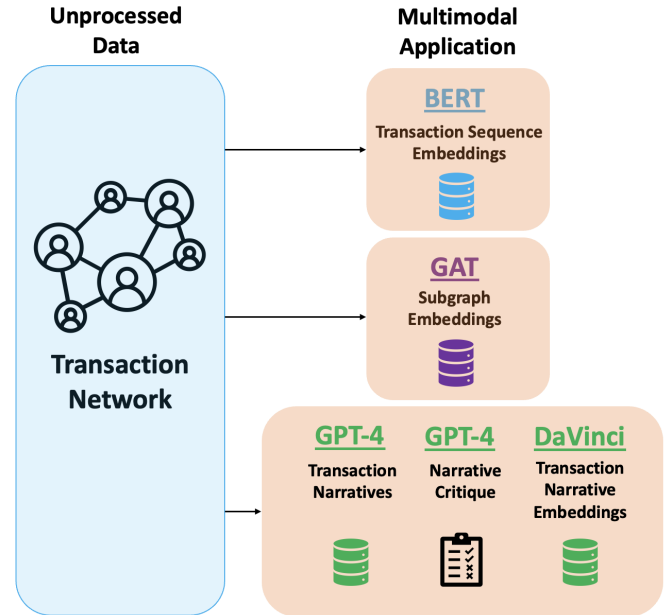 Unprocessed
Data
Multimodal
Application
Transaction
Network
BERT
Transaction Sequence
Embeddings
GAT
Subgraph
Embeddings
GPT-4
Transaction
Narratives
GPT-4
Narrative
Critique
DaVinci
Transaction
Narrative
Embeddings